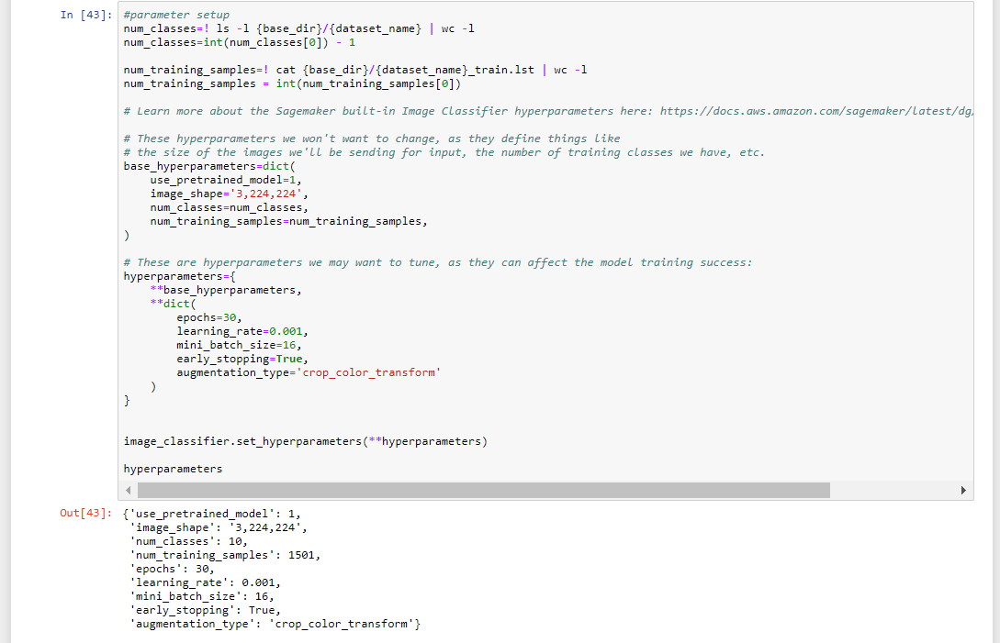 In [43]: #parameter setup
num_classes=! ls -l {base_dir}/{dataset_name} | wc -l
num_classes=int(num_classes[0]) - 1

num_training_samples=! cat {base_dir}/{dataset_name}_train.lst | wc -l
num_training_samples = int(num_training_samples[0])

# Learn more about the Sagemaker built-in Image Classifier hyperparameters here: https://docs.aws.amazon.com/sagemaker/latest/dg/

# These hyperparameters we won't want to change, as they define things like
# the size of the images we'll be sending for input, the number of training classes we have, etc.
base_hyperparameters=dict(
    use_pretrained_model=1,
    image_shape='3,224,224',
    num_classes=num_classes,
    num_training_samples=num_training_samples,
)

# These are hyperparameters we may want to tune, as they can affect the model training success:
hyperparameters={
    **base_hyperparameters,
    **dict(
        epochs=30,
        learning_rate=0.001,
        mini_batch_size=16,
        early_stopping=True,
        augmentation_type='crop_color_transform'
    )
}

image_classifier.set_hyperparameters(**hyperparameters)

hyperparameters
Out[43]: {'use_pretrained_model': 1,
 'image_shape': '3,224,224',
 'num_classes': 10,
 'num_training_samples': 1501,
 'epochs': 30,
 'learning_rate': 0.001,
 'mini_batch_size': 16,
 'early_stopping': True,
 'augmentation_type': 'crop_color_transform'}